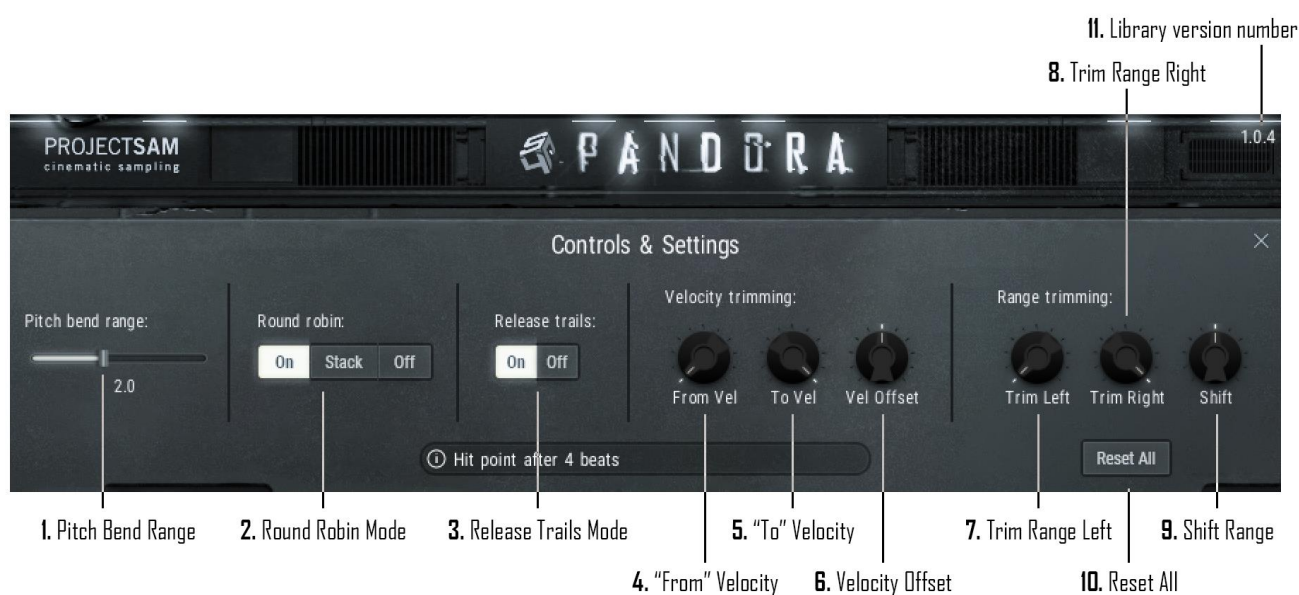 11. Library version number
8. Trim Range Right
PROJECTSAM
cinematic sampling
SAM PANDORA
1.0.4
Controls & Settings
Pitch bend range:
2.0
Round robin:
On Stack Off
Release trails:
On Off
Velocity trimming:
From Vel To Vel Vel Offset
Range trimming:
Trim Left Trim Right Shift
Hit point after 4 beats
Reset All
1. Pitch Bend Range
2. Round Robin Mode
3. Release Trails Mode
5. “To” Velocity
7. Trim Range Left
9. Shift Range
4. “From” Velocity
6. Velocity Offset
10. Reset All